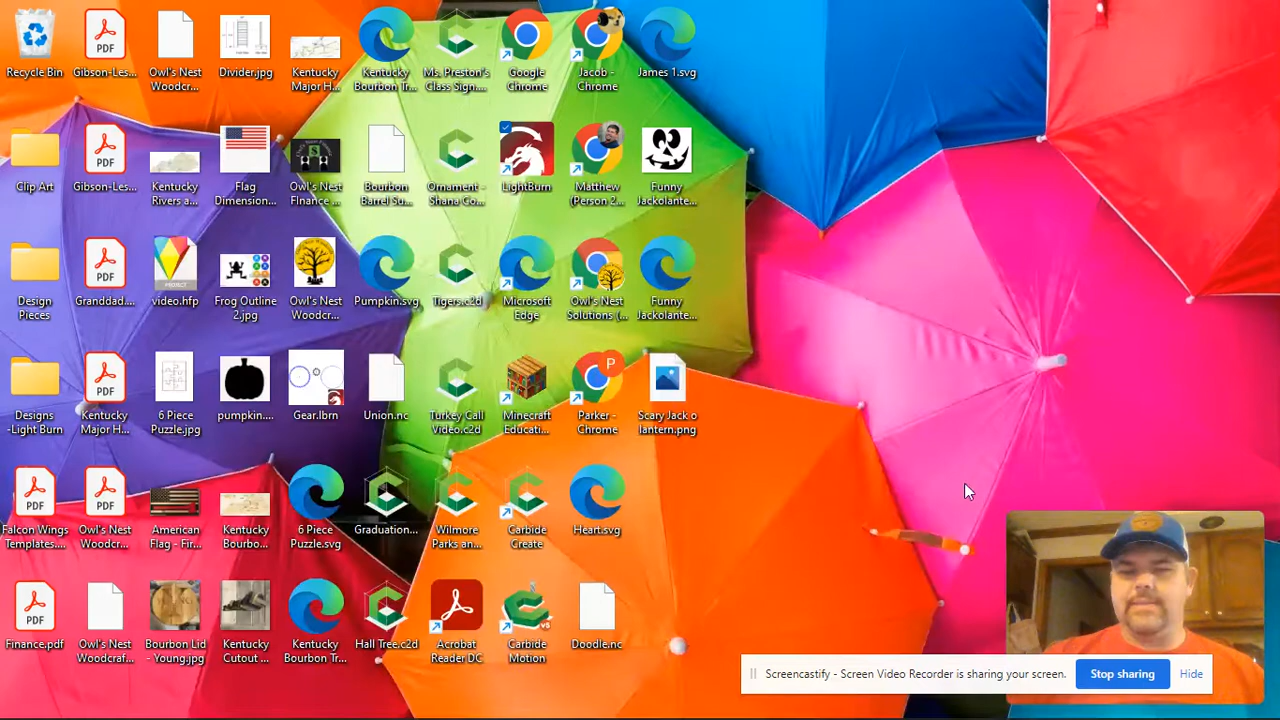 Recycle Bin
Gibson-Les...
Owl's Nest
Woodcr...
Divider.jpg
Kentucky
Major H...
Kentucky
Bourbon Tr...
Ms. Preston's
Class Sign....
Google
Chrome
Jacob -
Chrome
James 1.svg
Clip Art
Gibson-Les...
Kentucky
Rivers a...
Flag
Dimension...
Owl's Nest
Finance ...
Bourbon
Barrel Su...
Ornament -
Shana Co...
LightBurn
Matthew
(Person 2...
Funny
Jackolante...
Design
Pieces
Granddad....
PROJECT
video.hfp
Frog Outline
2.jpg
Owl's Nest
Woodcr...
Pumpkin.svg
Tigers.c2d
Microsoft
Edge
Owl's Nest
Solutions (...
Funny
Jackolante...
Designs
-Light Burn
Kentucky
Major H...
6 Piece
Puzzle.jpg
pumpkin....
Gear.lbrn
Union.nc
Turkey Call
Video.c2d
Minecraft
Educati...
P
Parker -
Chrome
Scary Jack o
lantern.png
Falcon Wings
Templates....
Owl's Nest
Woodcr...
American
Flag - Fir...
Kentucky
Bourbo...
6 Piece
Puzzle.svg
Graduation...
Wilmore
Parks an...
Carbide
Create
Heart.svg
PDF
Finance.pdf
Owl's Nest
Woodcraf...
Bourbon Lid
- Young.jpg
Kentucky
Cutout ...
Kentucky
Bourbon Tr...
Hall Tree.c2d
Acrobat
Reader DC
Carbide
Motion
Doodle.nc
Screencastify - Screen Video Recorder is sharing your screen.
Stop sharing
Hide